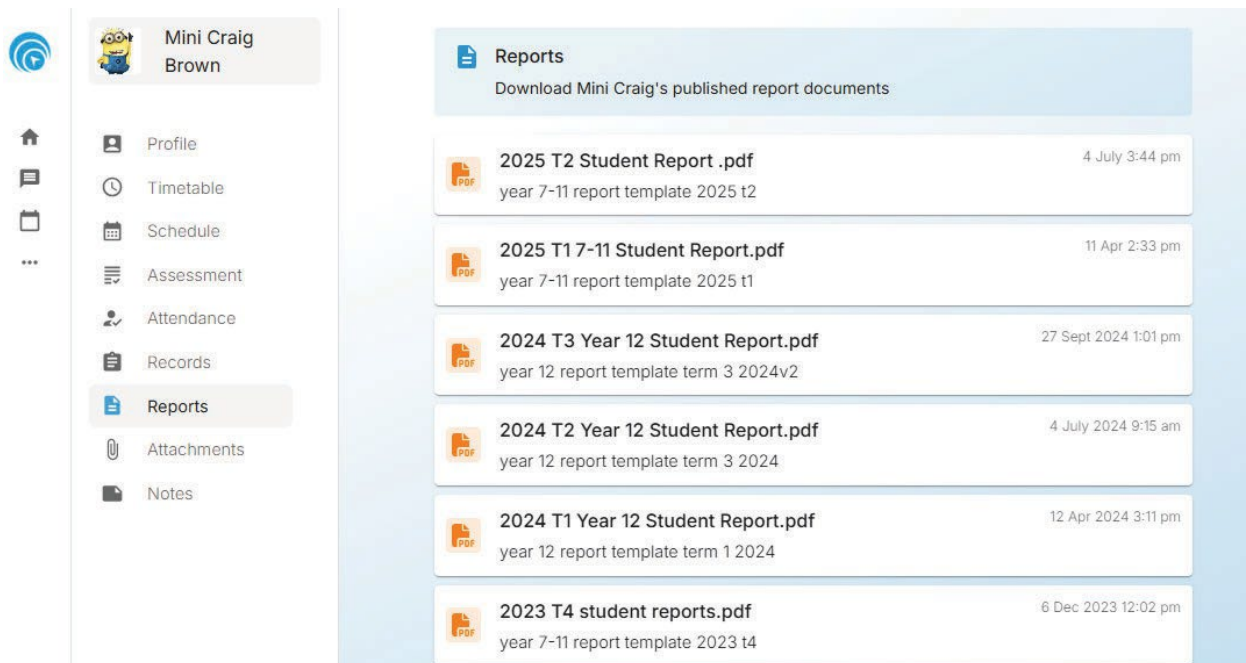 Mini Craig
Brown
Profile
Timetable
Schedule
Assessment
Attendance
Records
Reports
Attachments
Notes
Reports
Download Mini Craig's published report documents
2025 T2 Student Report .pdf
4 July 3:44 pm
year 7-11 report template 2025 t2
2025 T1 7-11 Student Report.pdf
11 Apr 2:33 pm
year 7-11 report template 2025 t1
2024 T3 Year 12 Student Report.pdf
27 Sept 2024 1:01 pm
year 12 report template term 3 2024v2
2024 T2 Year 12 Student Report.pdf
4 July 2024 9:15 am
year 12 report template term 3 2024
2024 T1 Year 12 Student Report.pdf
12 Apr 2024 3:11 pm
year 12 report template term 1 2024
2023 T4 student reports.pdf
6 Dec 2023 12:02 pm
year 7-11 report template 2023 t4
PDF
PDF
PDF
PDF
PDF
PDF